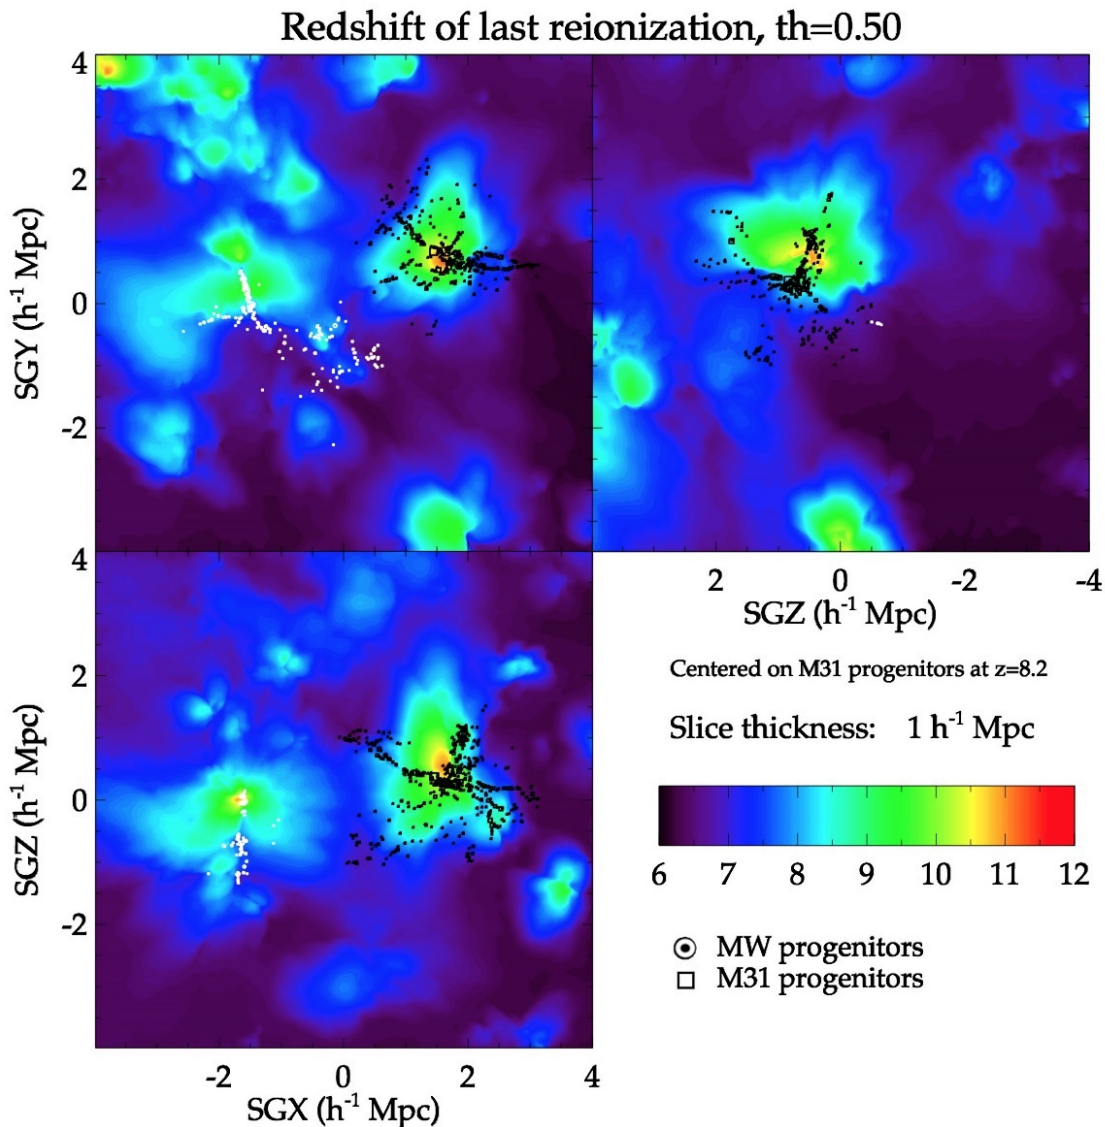 Redshift of last reionization, th=0.50
4
2
0
-2
SGY (h-1 Mpc)
2 0 -2 -4
SGZ (h-1 Mpc)
4
2
0
-2
SGZ (h-1 Mpc)
-2 0 2 4
SGX (h-1 Mpc)
Centered on M31 progenitors at z=8.2
Slice thickness: 1 h-1 Mpc
6 7 8 9 10 11 12
MW progenitors
M31 progenitors